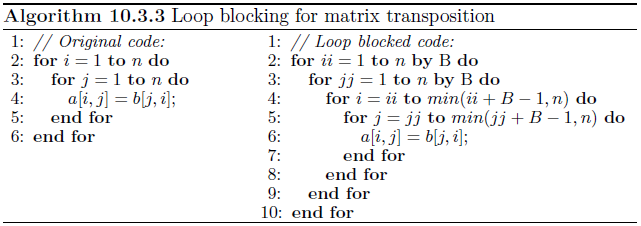 Algorithm 10.3.3 Loop blocking for matrix transposition
1: // Original code:
2: for i = 1 to n do
3: for j = 1 to n do
4: a[i, j] = b[j, i];
5: end for
6: end for
1: // Loop blocked code:
2: for ii = 1 to n by B do
3: for jj = 1 to n by B do
4: for i = ii to min(ii + B − 1, n) do
5: for j = jj to min(jj + B − 1, n) do
6: a[i, j] = b[j, i];
7: end for
8: end for
9: end for
10: end for